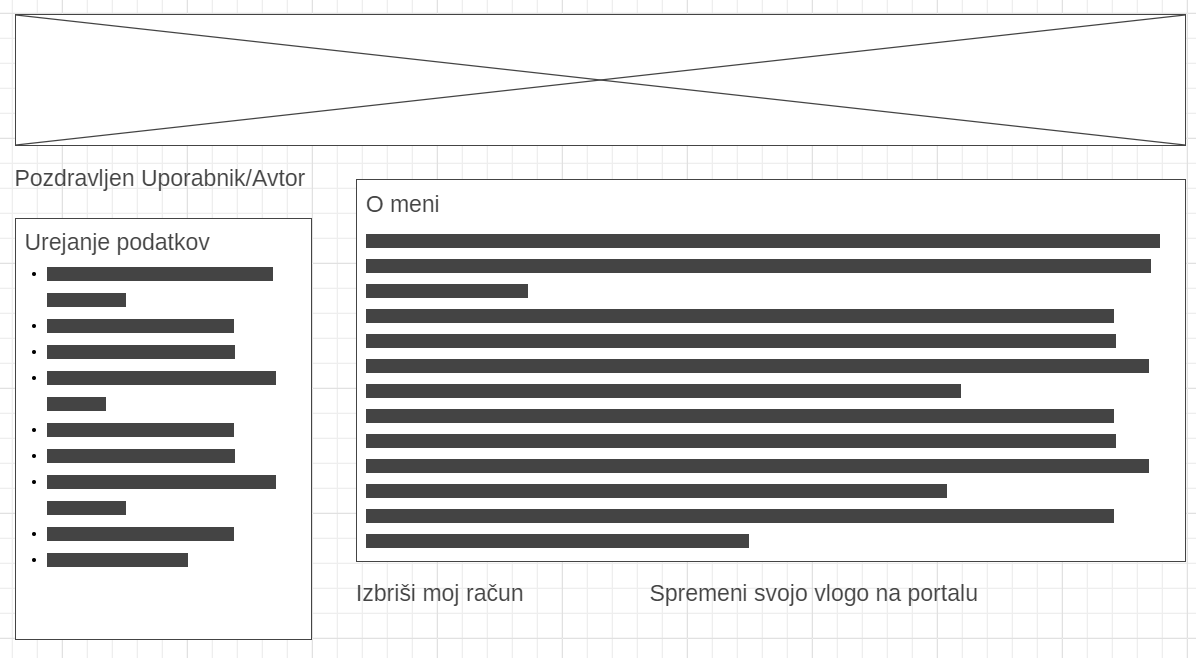 Pozdravljen Uporabnik/Avtor
Urejanje podatkov
O meni
Izbriši moj račun
Spremeni svojo vlogo na portalu